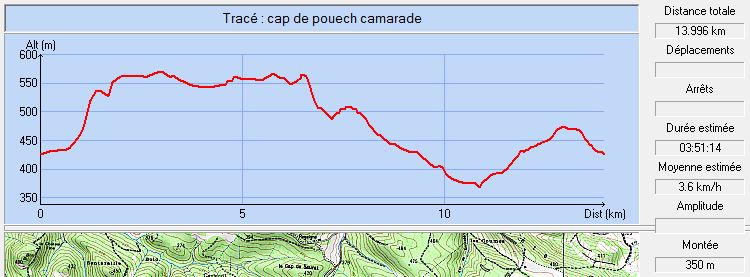 Tracé : cap de pouech camarade
Alt (m)
600
550
500
450
400
350
0
5
10
Dist (km)
Distance totale
13.996 km
Déplacements
Arrêts
Durée estimée
03:51:14
Moyenne estimée
3.6 km/h
Amplitude
Montée
350 m